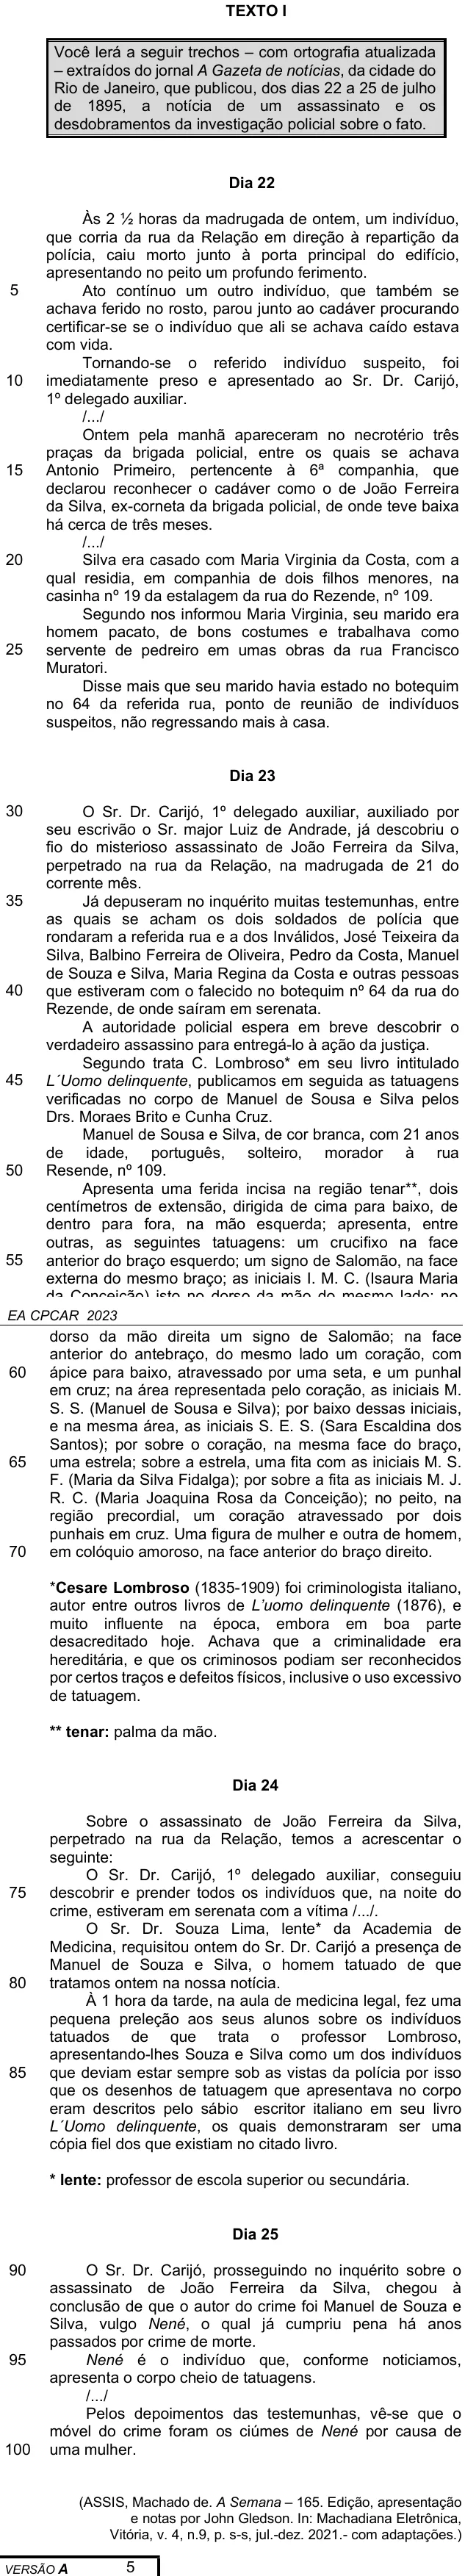 TEXTO I
Você lerá a seguir trechos – com ortografia atualizada
– extraídos do jornal A Gazeta de notícias, da cidade do
Rio de Janeiro, que publicou, dos dias 22 a 25 de julho
de 1895, a notícia de um assassinato e os
desdobramentos da investigação policial sobre o fato.
Dia 22
Às 2 ½ horas da madrugada de ontem, um indivíduo,
que corria da rua da Relação em direção à repartição da
polícia, caiu morto junto à porta principal do edifício,
apresentando no peito um profundo ferimento.
5 Ato contínuo um outro indivíduo, que também se
achava ferido no rosto, parou junto ao cadáver procurando
certificar-se se o indivíduo que ali se achava caído estava
com vida.
Tornando-se o referido indivíduo suspeito, foi
10 imediatamente preso e apresentado ao Sr. Dr. Carijó,
1º delegado auxiliar.
/.../
Ontem pela manhã apareceram no necrotério três
praças da brigada policial, entre os quais se achava
15 Antonio Primeiro, pertencente à 6ª companhia, que
declarou reconhecer o cadáver como o de João Ferreira
da Silva, ex-corneta da brigada policial, de onde teve baixa
há cerca de três meses.
/.../
20 Silva era casado com Maria Virginia da Costa, com a
qual residia, em companhia de dois filhos menores, na
casinha nº 19 da estalagem da rua do Rezende, nº 109.
Segundo nos informou Maria Virginia, seu marido era
homem pacato, de bons costumes e trabalhava como
25 servente de pedreiro em umas obras da rua Francisco
Muratori.
Disse mais que seu marido havia estado no botequim
no 64 da referida rua, ponto de reunião de indivíduos
suspeitos, não regressando mais à casa.
Dia 23
30 O Sr. Dr. Carijó, 1º delegado auxiliar, auxiliado por
seu escrivão o Sr. major Luiz de Andrade, já descobriu o
fio do misterioso assassinato de João Ferreira da Silva,
perpetrado na rua da Relação, na madrugada de 21 do
corrente mês.
35 Já depuseram no inquérito muitas testemunhas, entre
as quais se acham os dois soldados de polícia que
rondaram a referida rua e a dos Inválidos, José Teixeira da
Silva, Balbino Ferreira de Oliveira, Pedro da Costa, Manuel
de Souza e Silva, Maria Regina da Costa e outras pessoas
40 que estiveram com o falecido no botequim nº 64 da rua do
Rezende, de onde saíram em serenata.
A autoridade policial espera em breve descobrir o
verdadeiro assassino para entregá-lo à ação da justiça.
Segundo trata C. Lombroso* em seu livro intitulado
45 L´Uomo delinquente, publicamos em seguida as tatuagens
verificadas no corpo de Manuel de Sousa e Silva pelos
Drs. Moraes Brito e Cunha Cruz.
Manuel de Sousa e Silva, de cor branca, com 21 anos
de idade, português, solteiro, morador à rua
50 Resende, nº 109.
Apresenta uma ferida incisa na região tenar**, dois
centímetros de extensão, dirigida de cima para baixo, de
dentro para fora, na mão esquerda; apresenta, entre
outras, as seguintes tatuagens: um crucifixo na face
55 anterior do braço esquerdo; um signo de Salomão, na face
externa do mesmo braço; as iniciais I. M. C. (Isaura Maria
da Conceição) isto no dorso da mão do mesmo lado; no
EA CPCAR 2023
dorso da mão direita um signo de Salomão; na face
anterior do antebraço, do mesmo lado um coração, com
60 ápice para baixo, atravessado por uma seta, e um punhal
em cruz; na área representada pelo coração, as iniciais M.
S. S. (Manuel de Sousa e Silva); por baixo dessas iniciais,
e na mesma área, as iniciais S. E. S. (Sara Escaldina dos
Santos); por sobre o coração, na mesma face do braço,
65 uma estrela; sobre a estrela, uma fita com as iniciais M. S.
F. (Maria da Silva Fidalga); por sobre a fita as iniciais M. J.
R. C. (Maria Joaquina Rosa da Conceição); no peito, na
região precordial, um coração atravessado por dois
punhais em cruz. Uma figura de mulher e outra de homem,
70 em colóquio amoroso, na face anterior do braço direito.
*Cesare Lombroso (1835-1909) foi criminologista italiano,
autor entre outros livros de L'uomo delinquente (1876), e
muito influente na época, embora em boa parte
desacreditado hoje. Achava que a criminalidade era
hereditária, e que os criminosos podiam ser reconhecidos
por certos traços e defeitos físicos, inclusive o uso excessivo
de tatuagem.
** tenar: palma da mão.
Dia 24
Sobre o assassinato de João Ferreira da Silva,
perpetrado na rua da Relação, temos a acrescentar o
seguinte:
O Sr. Dr. Carijó, 1º delegado auxiliar, conseguiu
75 descobrir e prender todos os indivíduos que, na noite do
crime, estiveram em serenata com a vítima /.../.
O Sr. Dr. Souza Lima, lente* da Academia de
Medicina, requisitou ontem do Sr. Dr. Carijó a presença de
Manuel de Souza e Silva, o homem tatuado de que
80 tratamos ontem na nossa notícia.
À 1 hora da tarde, na aula de medicina legal, fez uma
pequena preleção aos seus alunos sobre os indivíduos
tatuados de que trata o professor Lombroso,
apresentando-lhes Souza e Silva como um dos indivíduos
85 que deviam estar sempre sob as vistas da polícia por isso
que os desenhos de tatuagem que apresentava no corpo
eram descritos pelo sábio escritor italiano em seu livro
L´Uomo delinquente, os quais demonstraram ser uma
cópia fiel dos que existiam no citado livro.
* lente: professor de escola superior ou secundária.
Dia 25
90 O Sr. Dr. Carijó, prosseguindo no inquérito sobre o
assassinato de João Ferreira da Silva, chegou à
conclusão de que o autor do crime foi Manuel de Souza e
Silva, vulgo Nené, o qual já cumpriu pena há anos
passados por crime de morte.
95 Nené é o indivíduo que, conforme noticiamos,
apresenta o corpo cheio de tatuagens.
/.../
Pelos depoimentos das testemunhas, vê-se que o
móvel do crime foram os ciúmes de Nené por causa de
100 uma mulher.
(ASSIS, Machado de. A Semana – 165. Edição, apresentação
e notas por John Gledson. In: Machadiana Eletrônica,
Vitória, v. 4, n.9, p. s-s, jul.-dez. 2021.- com adaptações.)
VERSÃO A 5